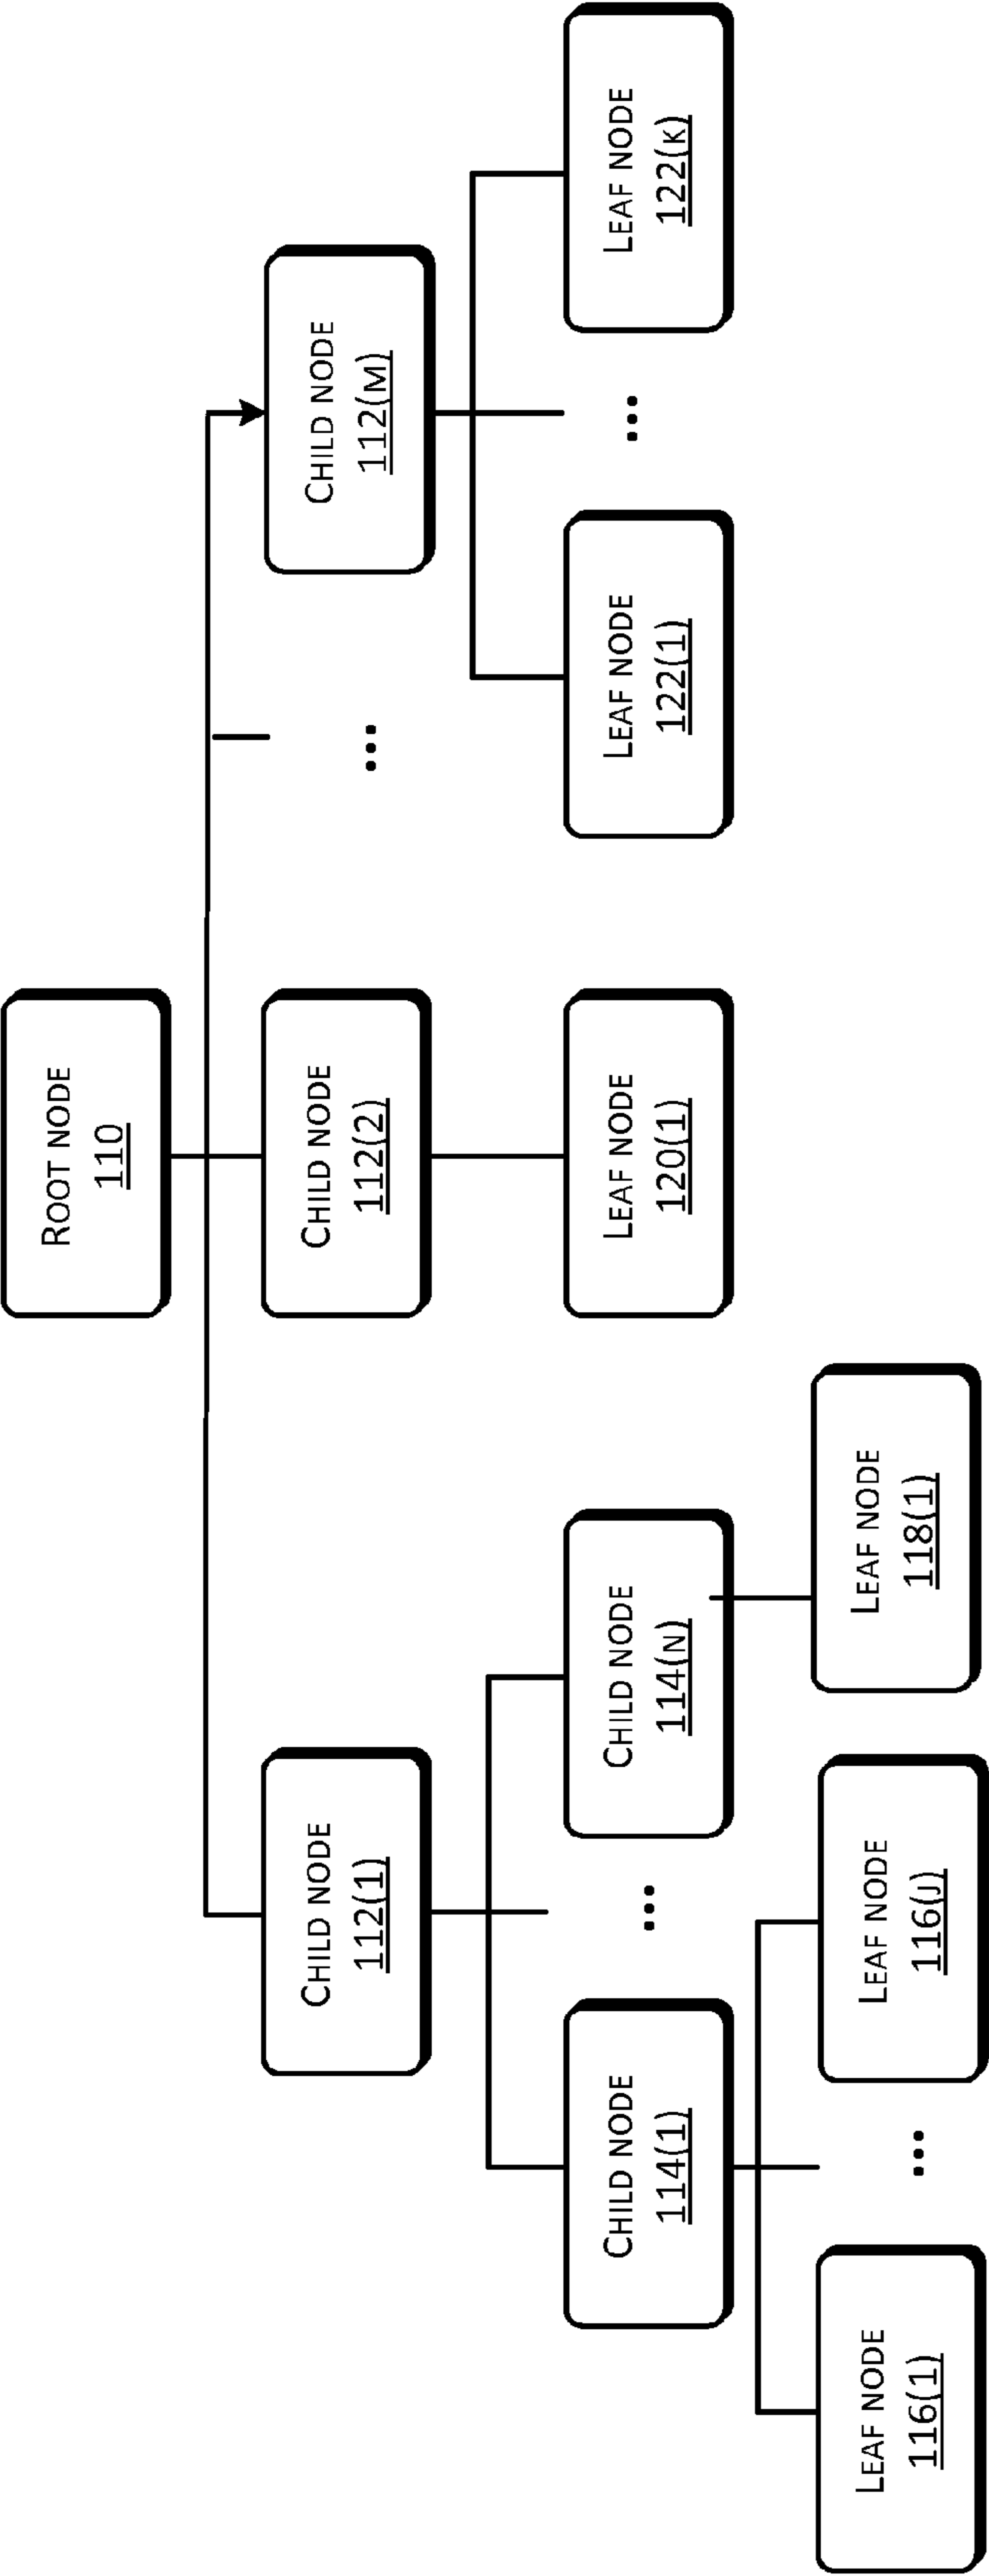 ROOT NODE
110
CHILD NODE
112(1)
CHILD NODE
112(2)
...
CHILD NODE
112(M)
CHILD NODE
114(1)
...
CHILD NODE
114(N)
LEAF NODE
120(1)
LEAF NODE
122(1)
...
LEAF NODE
122(K)
LEAF NODE
116(1)
...
LEAF NODE
116(J)
LEAF NODE
118(1)